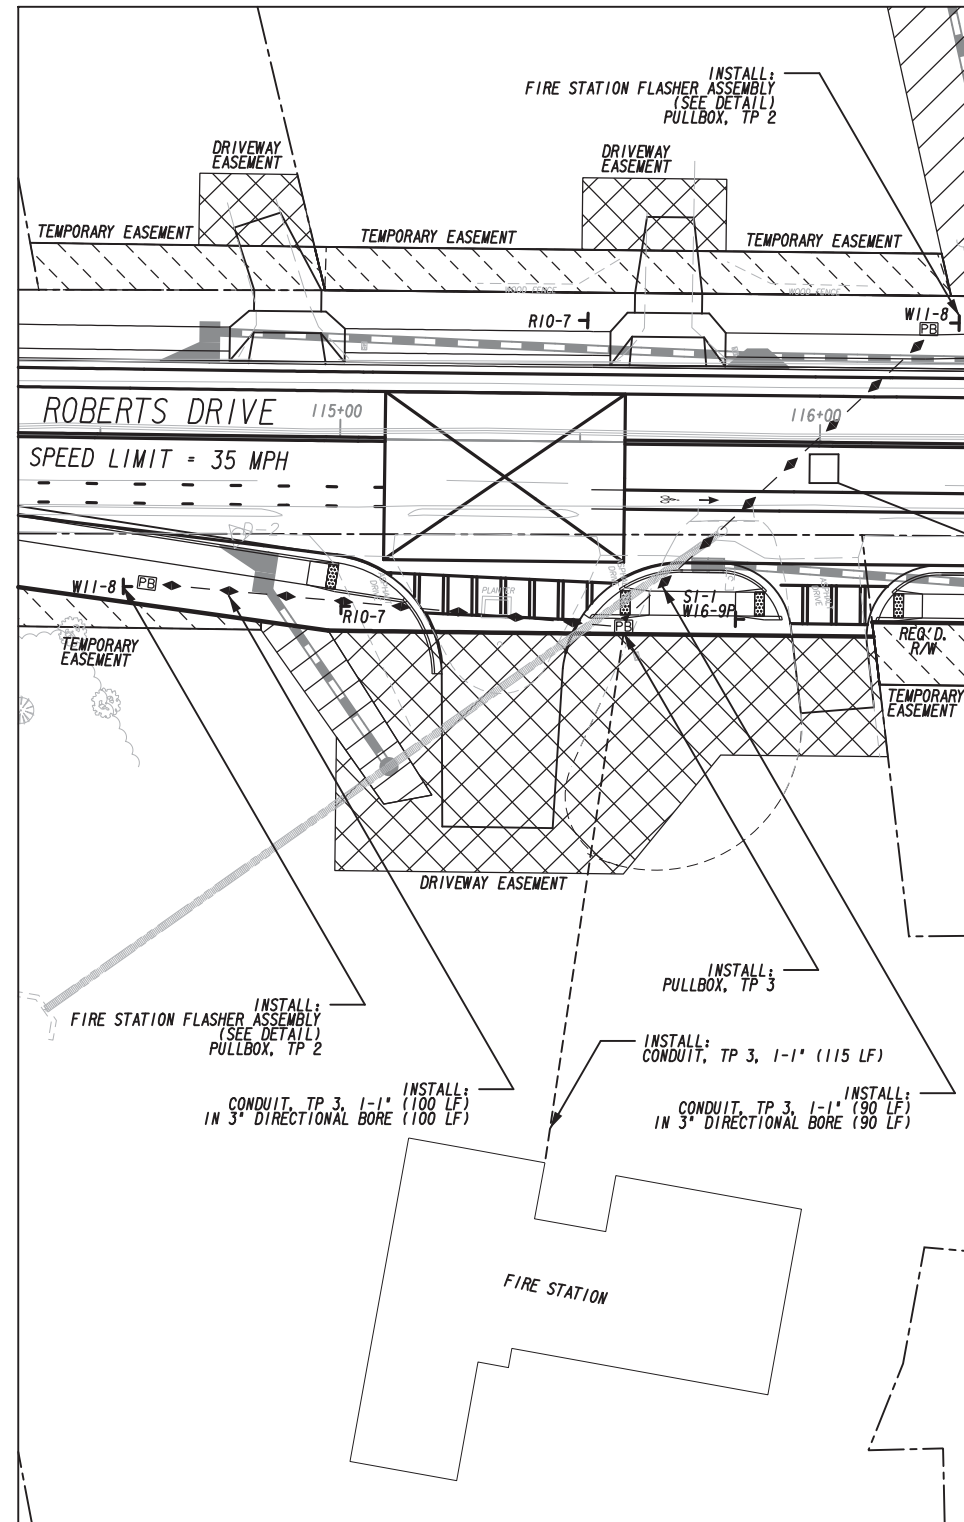 INSTALL:
FIRE STATION FLASHER ASSEMBLY
(SEE DETAIL)
PULLBOX, TP 2
DRIVEWAY
EASEMENT
DRIVEWAY
EASEMENT
TEMPORARY EASEMENT
TEMPORARY EASEMENT
TEMPORARY EASEMENT
WOOD FENCE
WOOD FENCE
R10-7
W11-8
PB
ROBERTS DRIVE
115+00
116+00
SPEED LIMIT = 35 MPH
W11-8
PB
R10-7
PLANTER
S1-1
W16-9P
PB
REQ'D.
R/W
TEMPORARY
EASEMENT
TEMPORARY
EASEMENT
DRIVEWAY EASEMENT
INSTALL:
PULLBOX, TP 3
INSTALL:
FIRE STATION FLASHER ASSEMBLY
(SEE DETAIL)
PULLBOX, TP 2
INSTALL:
CONDUIT, TP 3, 1-1" (115 LF)
INSTALL:
CONDUIT, TP 3, 1-1" (100 LF)
IN 3" DIRECTIONAL BORE (100 LF)
INSTALL:
CONDUIT, TP 3, 1-1" (90 LF)
IN 3" DIRECTIONAL BORE (90 LF)
FIRE STATION